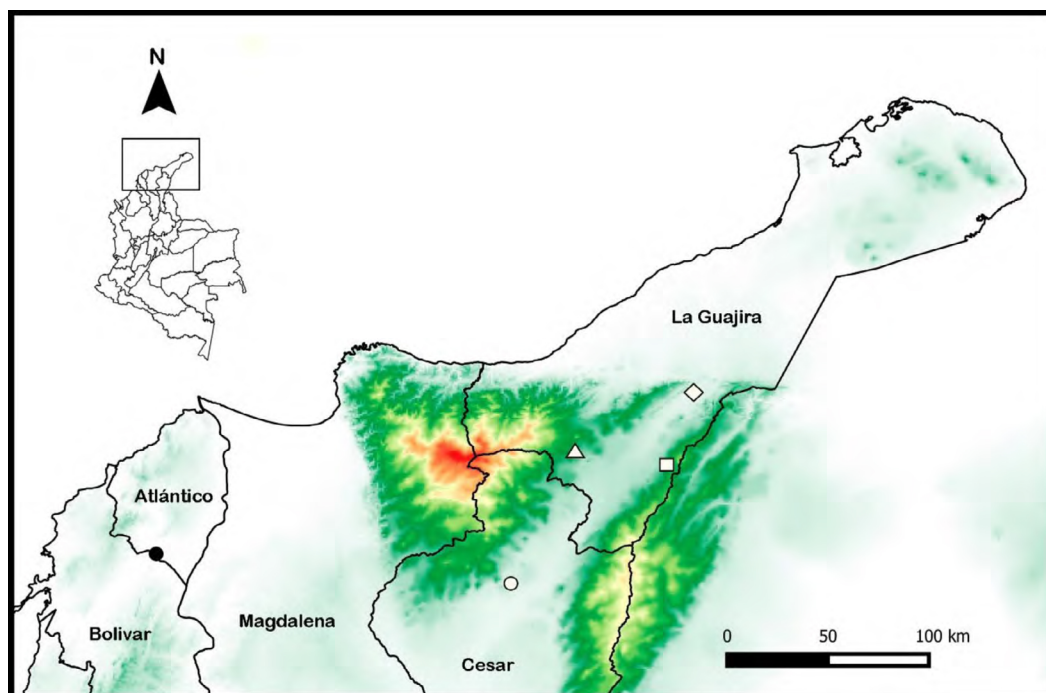 N
La Guajira
Atlántico
Bolivar
Magdalena
Cesar
0 50 100 km